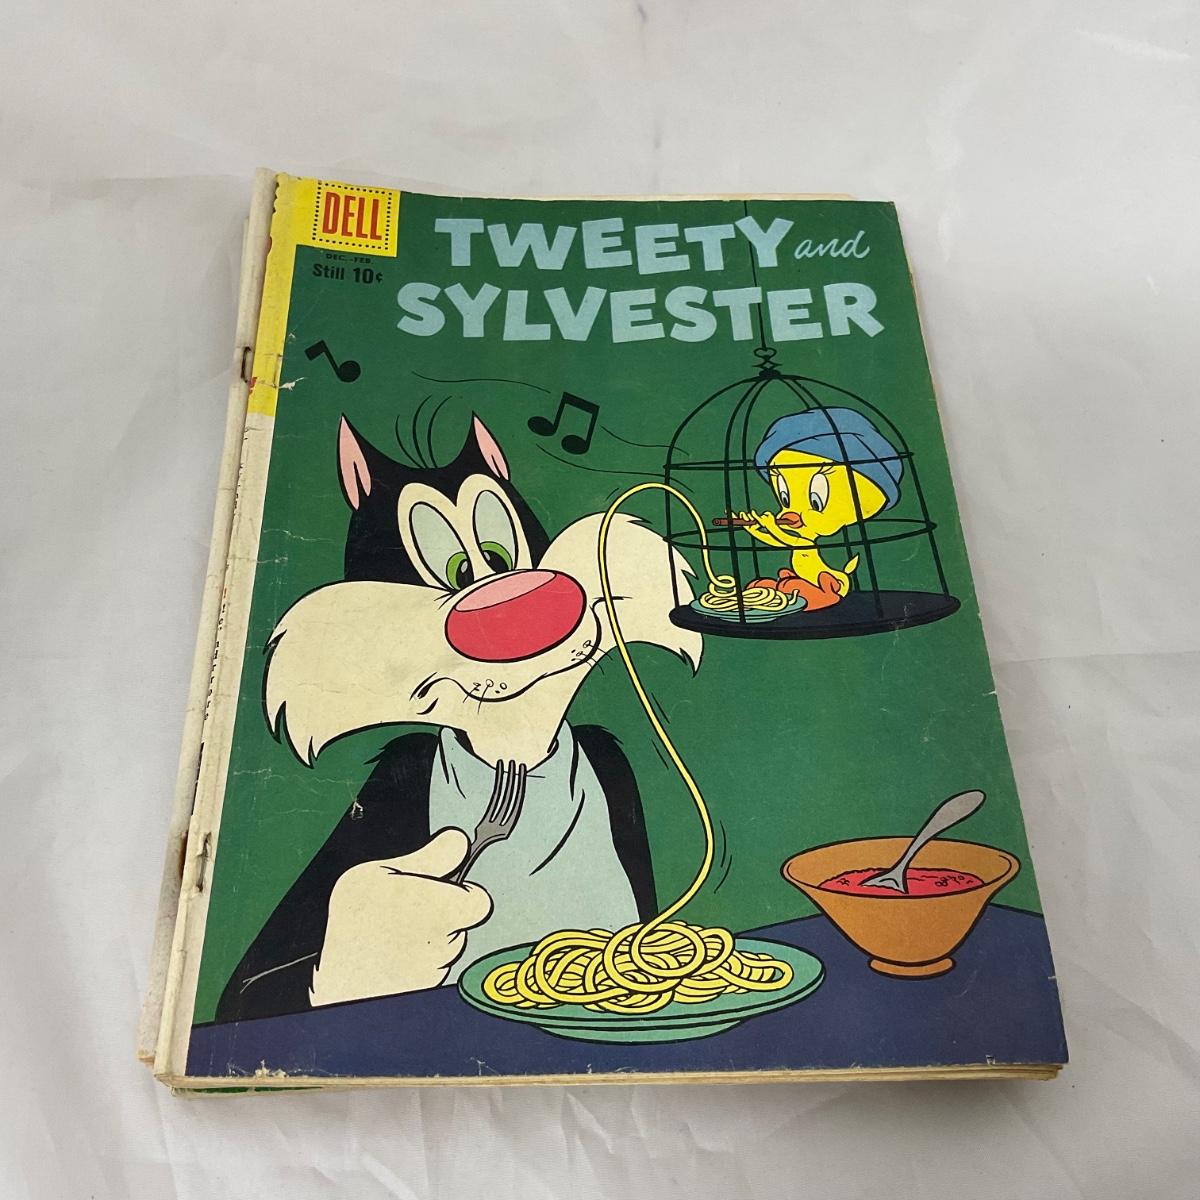 DELL
DEC.-FEB.
Still 10¢
TWEETY and
SYLVESTER